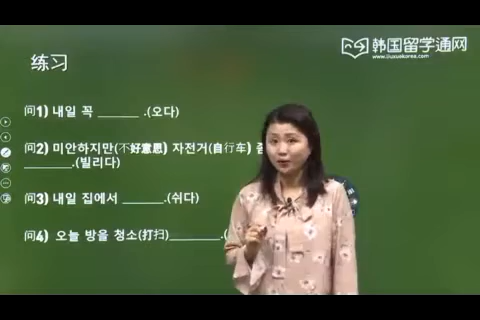 韩国留学通网
www.liuxuekorea.com
练习
问1) 내일 꼭 ______ .(오다)
问2) 미안하지만(不好意思) 자전거(自行车)
______.(빌리다)
问3) 내일 집에서 ______.(쉬다)
问4) 오늘 방을 청소(打扫)________.(